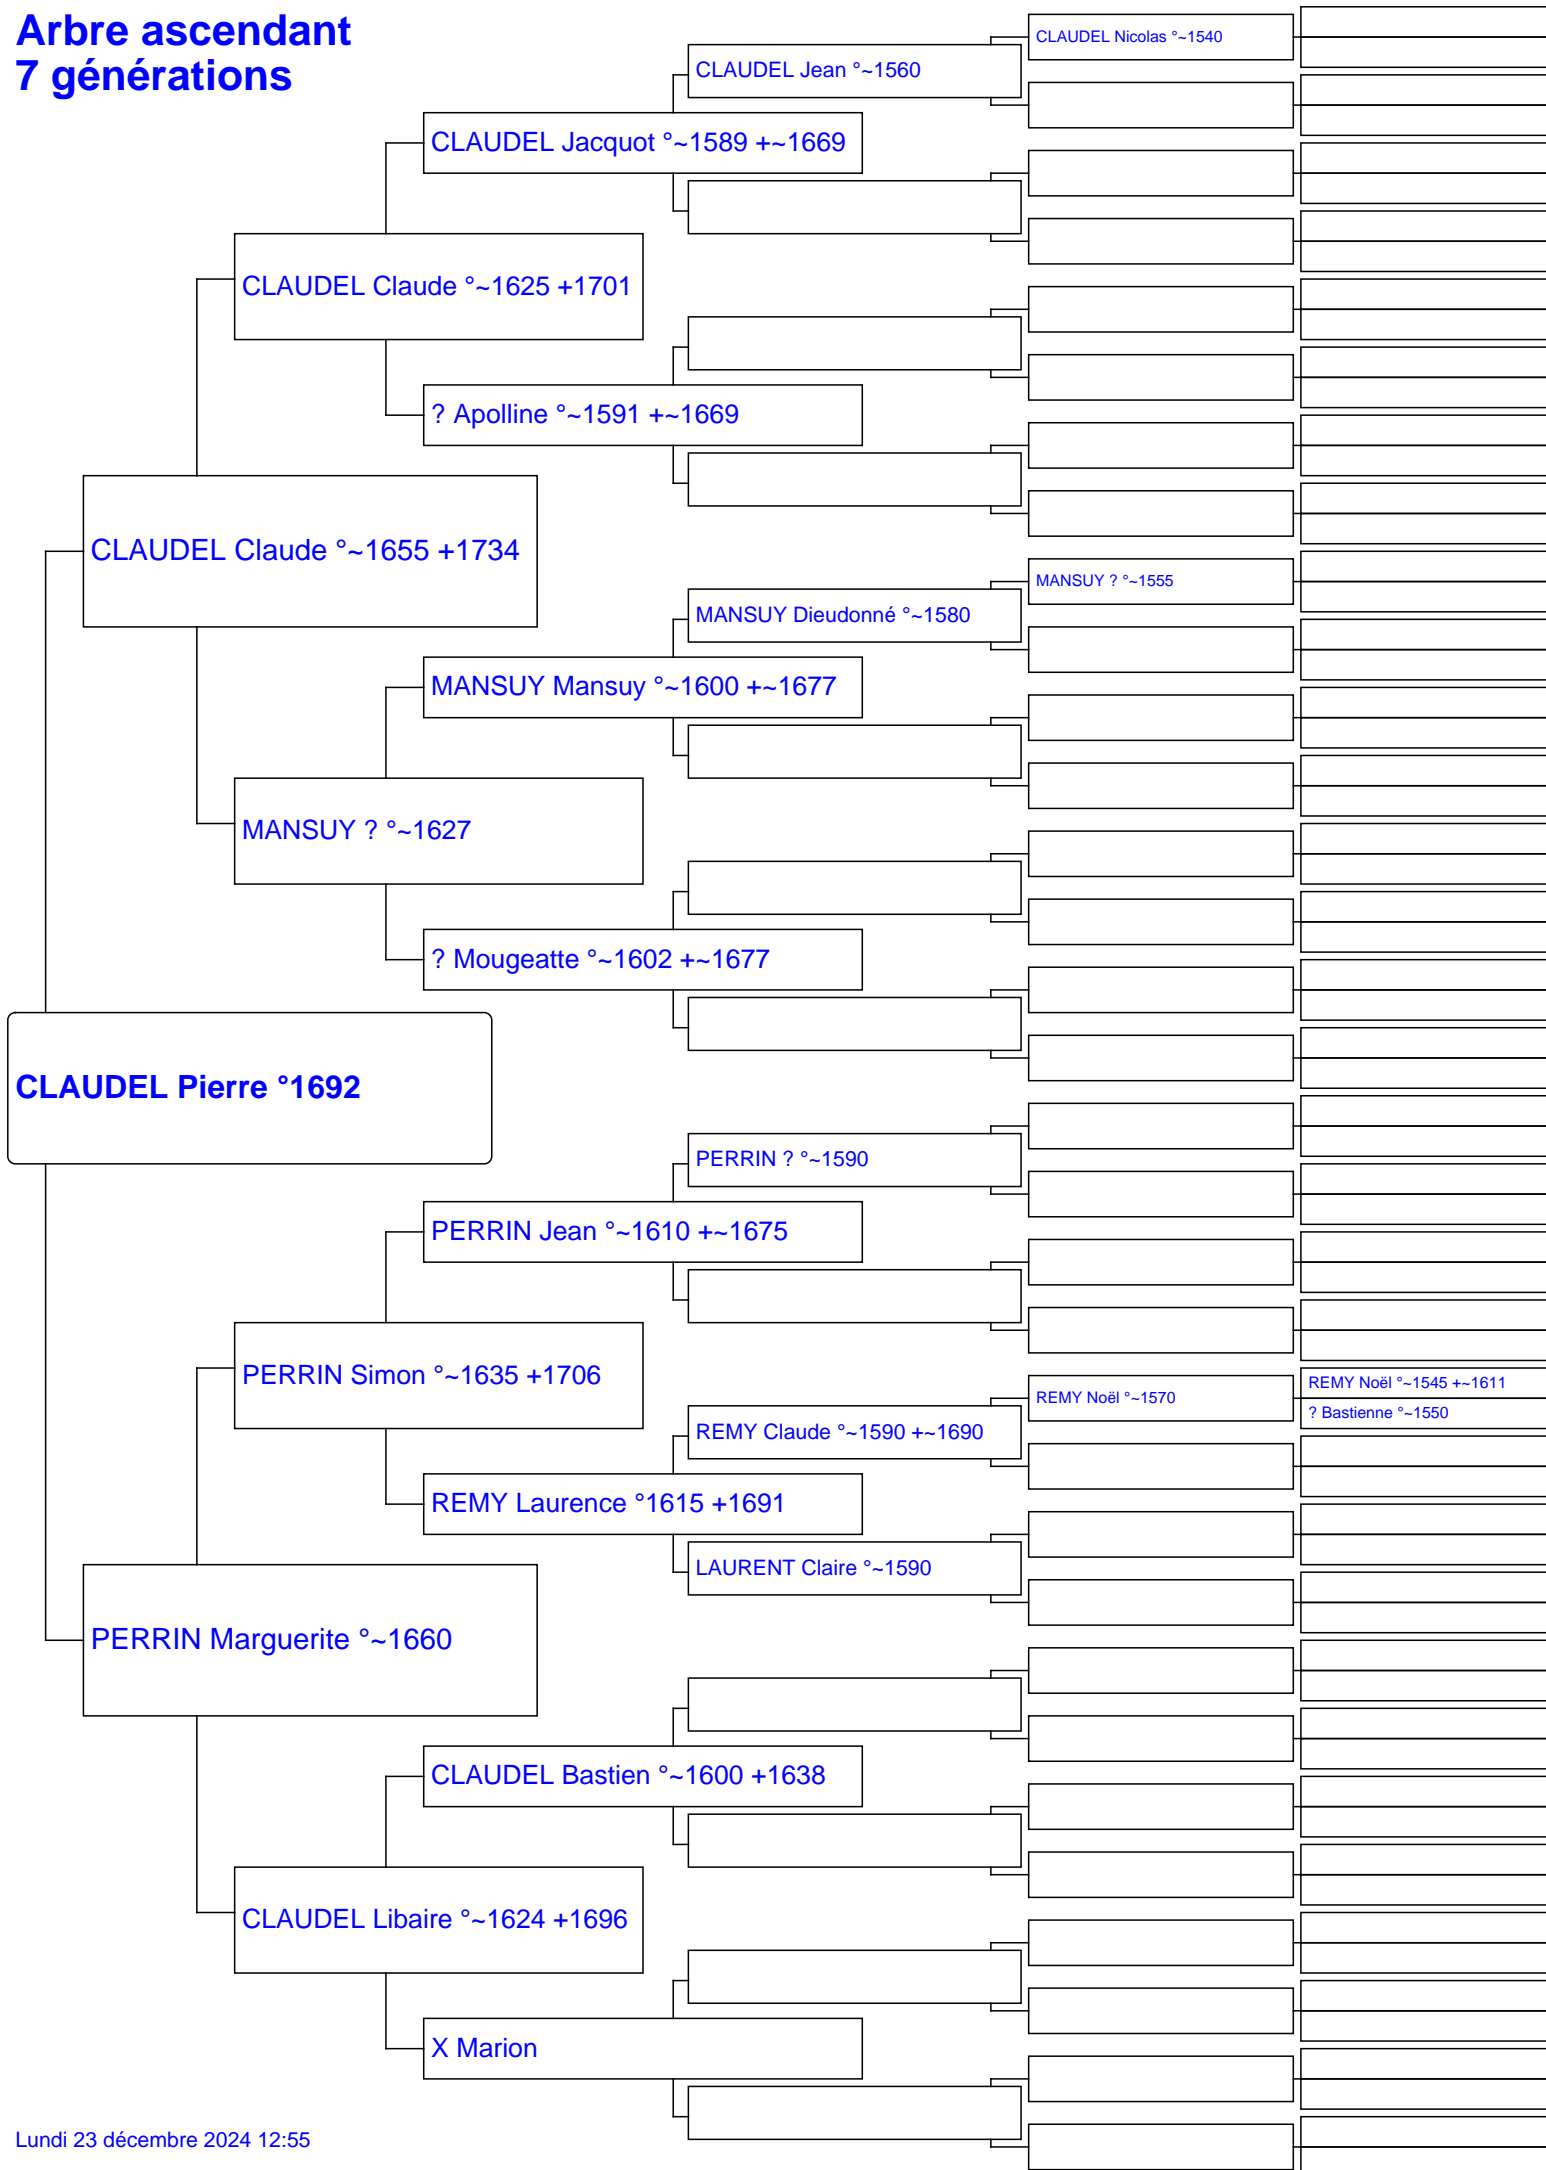 Arbre ascendant
7 générations
CLAUDEL Nicolas °~1540
CLAUDEL Jean °~1560
CLAUDEL Jacquot °~1589 +~1669
CLAUDEL Claude °~1625 +1701
? Apolline °~1591 +~1669
CLAUDEL Claude °~1655 +1734
MANSUY ? °~1555
MANSUY Dieudonné °~1580
MANSUY Mansuy °~1600 +~1677
MANSUY ? °~1627
? Mougeatte °~1602 +~1677
CLAUDEL Pierre °1692
PERRIN ? °~1590
PERRIN Jean °~1610 +~1675
PERRIN Simon °~1635 +1706
REMY Noël °~1545 +~1611
REMY Noël °~1570
? Bastienne °~1550
REMY Claude °~1590 +~1690
REMY Laurence °1615 +1691
LAURENT Claire °~1590
PERRIN Marguerite °~1660
CLAUDEL Bastien °~1600 +1638
CLAUDEL Libaire °~1624 +1696
X Marion
Lundi 23 décembre 2024 12:55